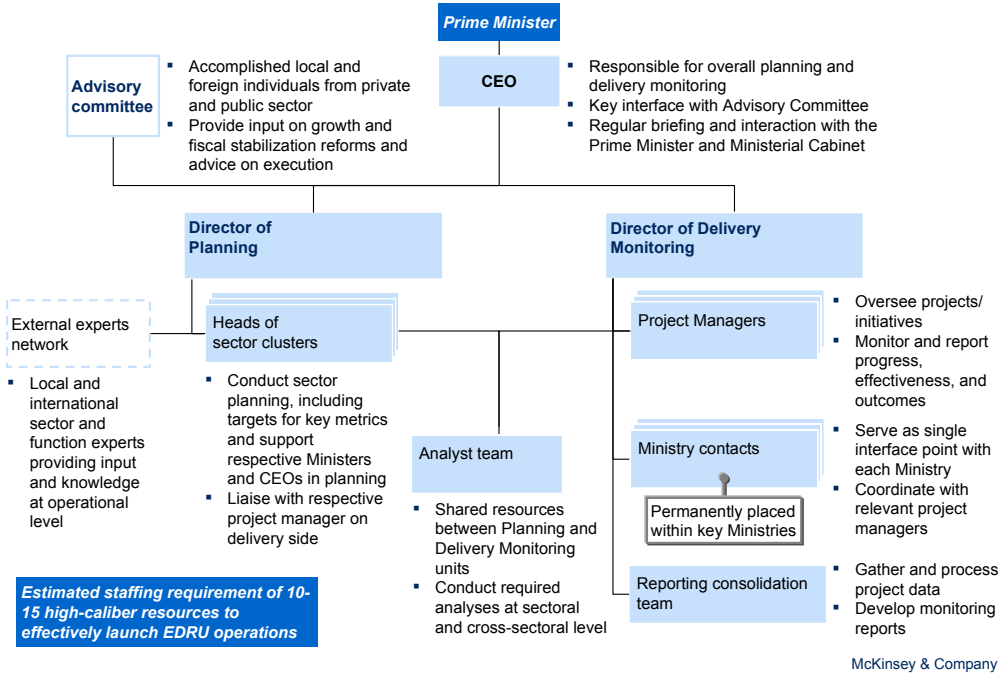 Prime Minister
Advisory
committee
▪ Accomplished local and
foreign individuals from private
and public sector
▪ Provide input on growth and
fiscal stabilization reforms and
advice on execution
CEO
▪ Responsible for overall planning and
delivery monitoring
▪ Key interface with Advisory Committee
▪ Regular briefing and interaction with the
Prime Minister and Ministerial Cabinet
Director of
Planning
Director of Delivery
Monitoring
External experts
network
▪ Local and
international
sector and
function experts
providing input
and knowledge
at operational
level
Heads of
sector clusters
▪ Conduct sector
planning, including
targets for key metrics
and support
respective Ministers
and CEOs in planning
▪ Liaise with respective
project manager on
delivery side
Analyst team
▪ Shared resources
between Planning and
Delivery Monitoring
units
▪ Conduct required
analyses at sectoral
and cross-sectoral level
Project Managers
▪ Oversee projects/
initiatives
▪ Monitor and report
progress,
effectiveness, and
outcomes
Ministry contacts
Permanently placed
within key Ministries
▪ Serve as single
interface point with
each Ministry
▪ Coordinate with
relevant project
managers
Reporting consolidation
team
▪ Gather and process
project data
▪ Develop monitoring
reports
Estimated staffing requirement of 10-
15 high-caliber resources to
effectively launch EDRU operations
McKinsey & Company